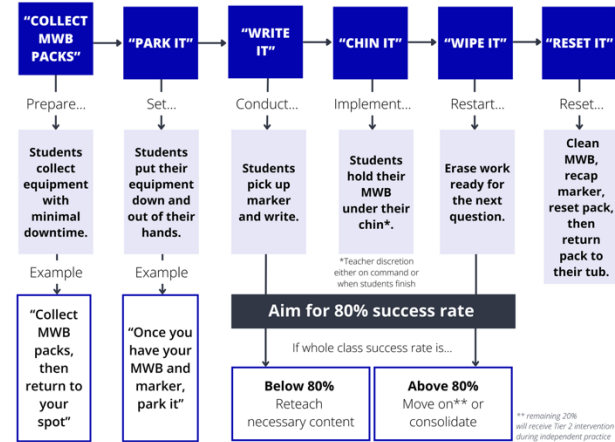 “COLLECT
MWB
PACKS”
“PARK IT”
“WRITE
IT”
“CHIN IT”
“WIPE IT”
“RESET IT”
Prepare...
Set...
Conduct...
Implement...
Restart...
Reset...
Students
collect
equipment
with
minimal
downtime.
Students
put their
equipment
down and
out of their
hands.
Students
pick up
marker
and write.
Students
hold their
MWB
under their
chin*.
Erase work
ready for
the next
question.
Clean
MWB,
recap
marker,
reset pack,
then
return
pack to
their tub.
*Teacher discretion
either on command or
when students finish
Example
Example
“Collect
MWB
packs,
then
return to
your
spot”
“Once you
have your
MWB and
marker,
park it”
Aim for 80% success rate
If whole class success rate is...
Below 80%
Reteach
necessary content
Above 80%
Move on** or
consolidate
** remaining 20%
will receive Tier 2 intervention
during independent practice